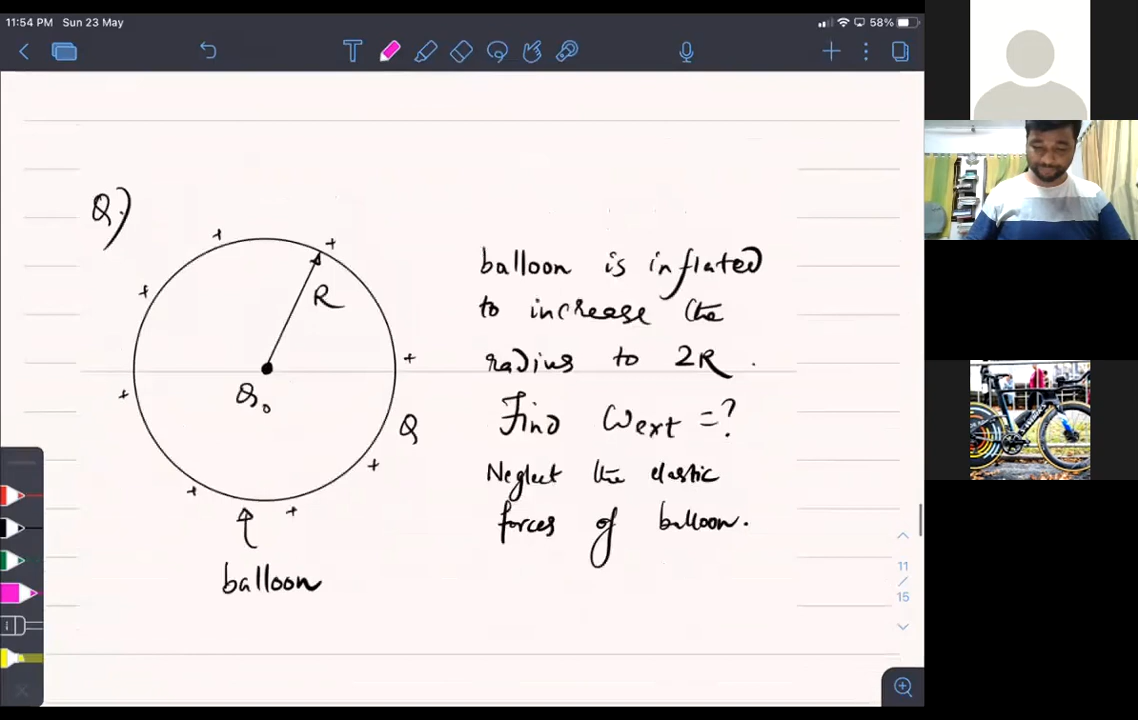 11:54 PM Sun 23 May
58%
T
Q.)
R
Q₀
Q
balloon
balloon is inflated
to increase the
radius to 2R .
Find Wext = ?
Neglect the elastic
forces of balloon.
11
/
15